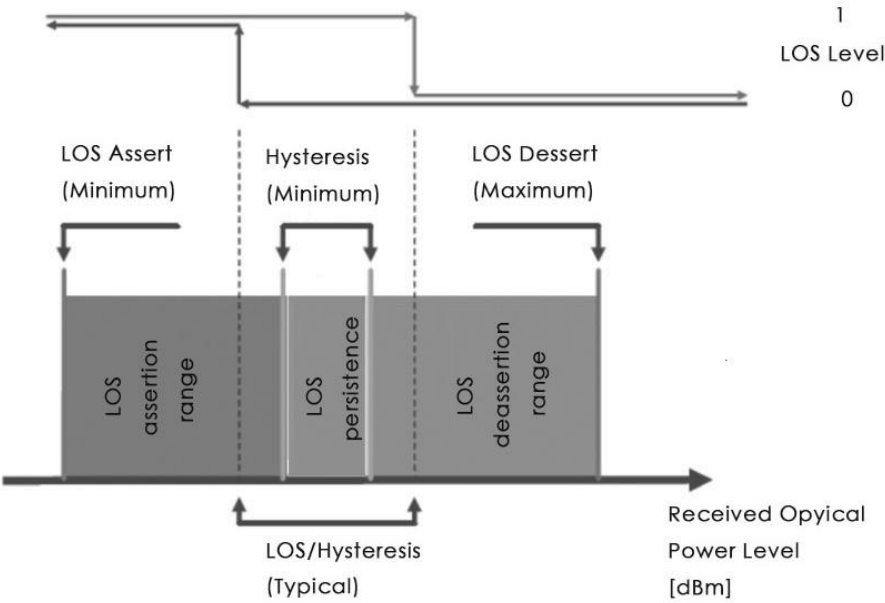 1
LOS Level
0
LOS Assert
(Minimum)
Hysteresis
(Minimum)
LOS Dessert
(Maximum)
LOS
assertion
range
LOS
persistence
LOS
deassertion
range
LOS/Hysteresis
(Typical)
Received Opyical
Power Level
[dBm]